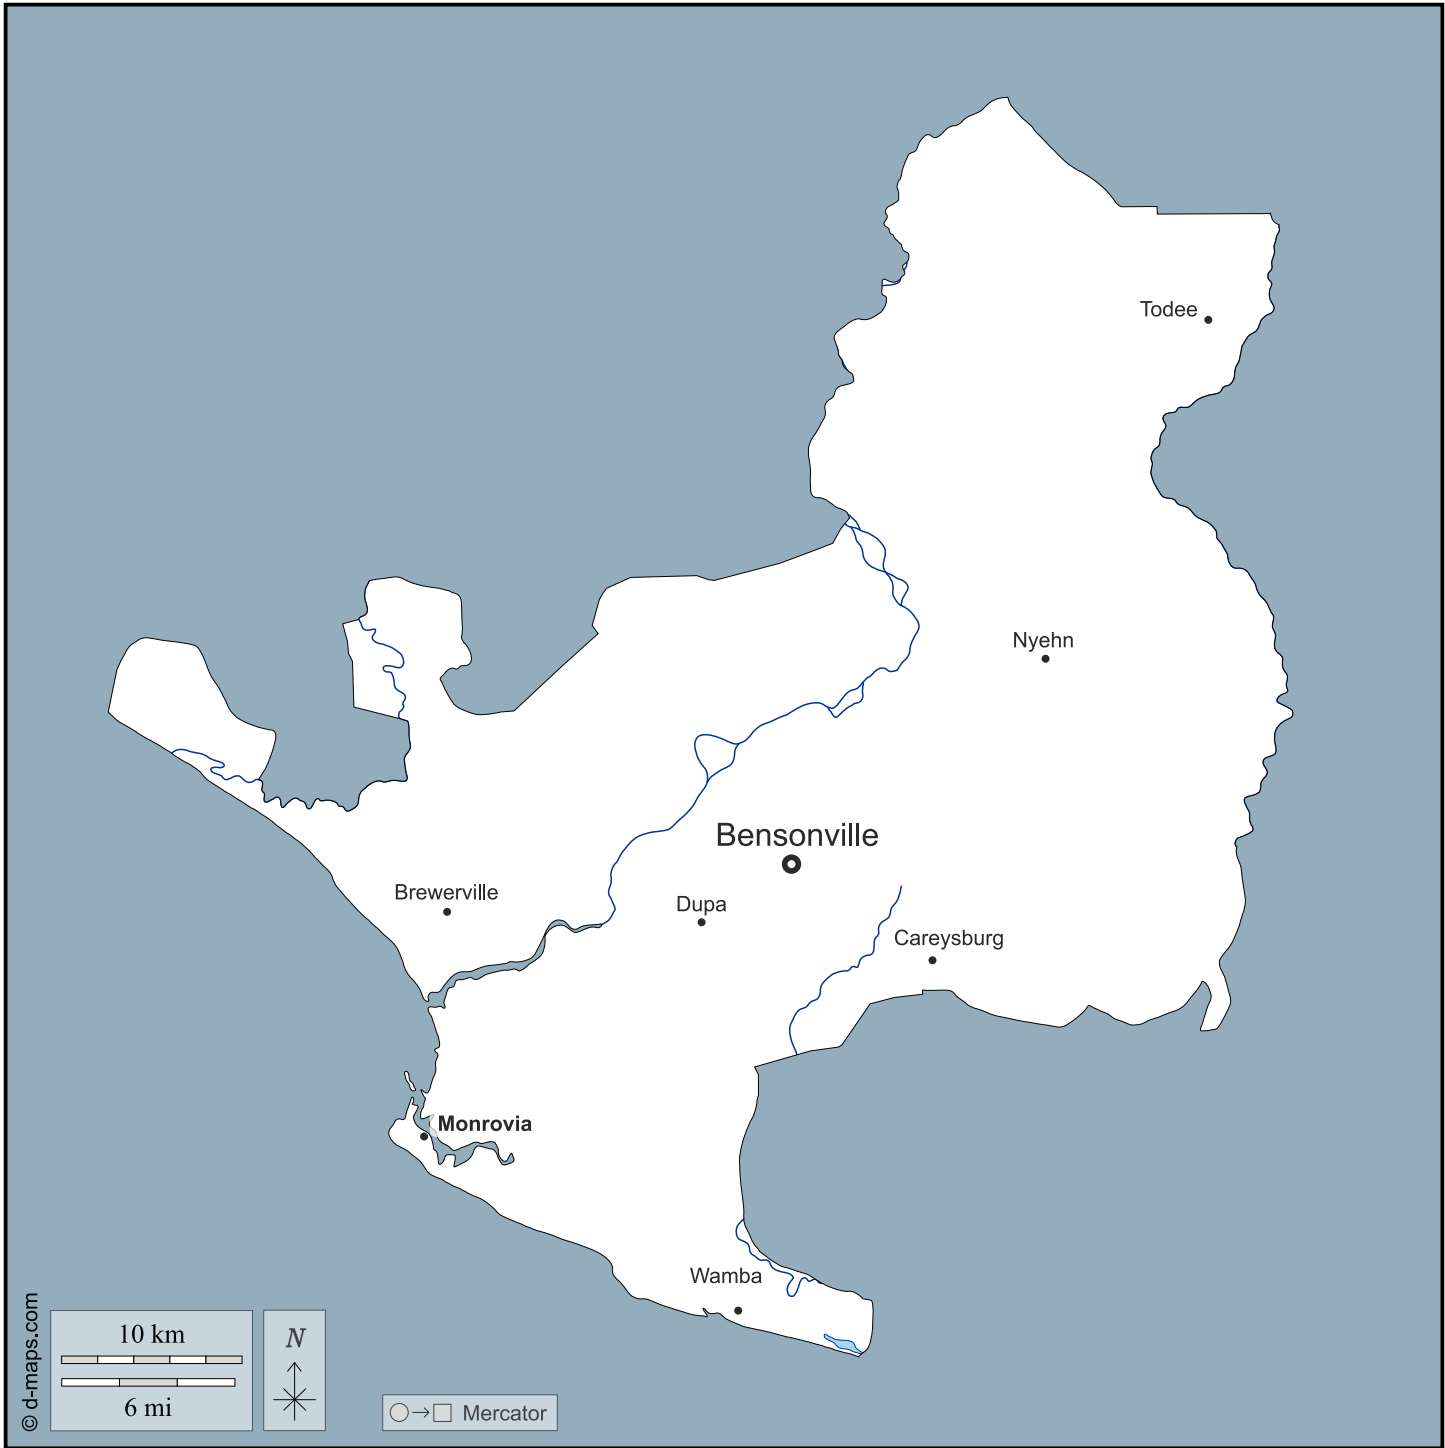 Todee
Nyehn
Bensonville
Brewerville
Dupa
Careysburg
Monrovia
Wamba
© d-maps.com
10 km
6 mi
N
Mercator